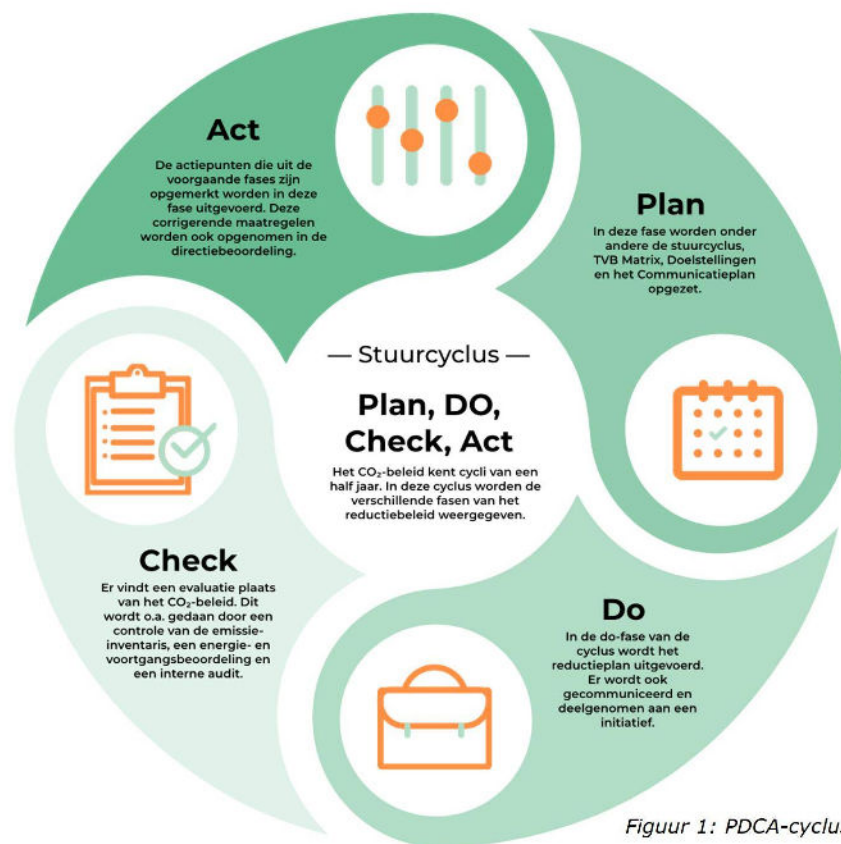 Act
De actiepunten die uit de
voorgaande fases zijn
opgemerkt worden in deze
fase uitgevoerd. Deze
corrigerende maatregelen
worden ook opgenomen in de
directiebeoordeling.
Plan
In deze fase worden onder
andere de stuurcyclus,
TVB Matrix, Doelstellingen
en het Communicatieplan
opgezet.
— Stuurcyclus —
Plan, DO,
Check, Act
Het CO₂-beleid kent cycli van een
half jaar. In deze cyclus worden de
verschillende fasen van het
reductiebeleid weergegeven.
Check
Er vindt een evaluatie plaats
van het CO₂-beleid. Dit
wordt o.a. gedaan door een
controle van de emissie-
inventaris, een energie- en
voortgangsbeoordeling en
een interne audit.
Do
In de do-fase van de
cyclus wordt het
reductieplan uitgevoerd.
Er wordt ook
gecommuniceerd en
deelgenomen aan een
initiatief.
Figuur 1: PDCA-cyclus